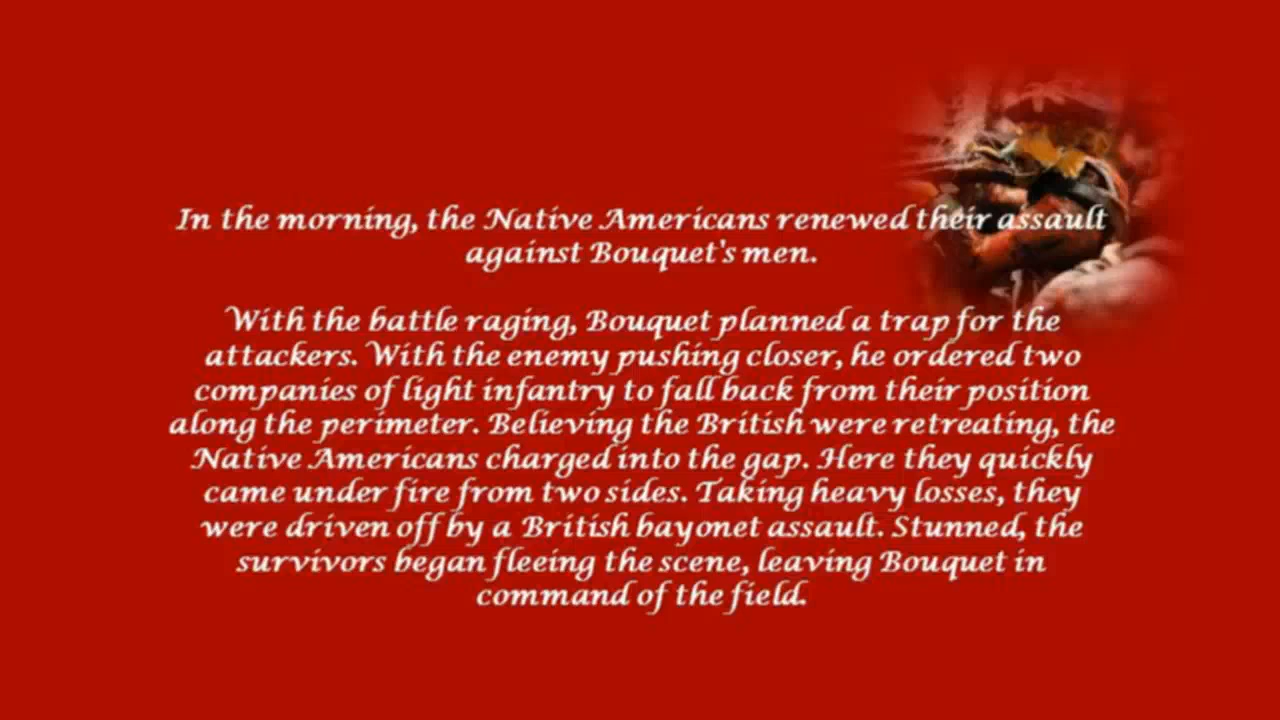 In the morning, the Native Americans renewed their assault
against Bouquet's men.
With the battle raging, Bouquet planned a trap for the
attackers. With the enemy pushing closer, he ordered two
companies of light infantry to fall back from their position
along the perimeter. Believing the British were retreating, the
Native Americans charged into the gap. Here they quickly
came under fire from two sides. Taking heavy losses, they
were driven off by a British bayonet assault. Stunned, the
survivors began fleeing the scene, leaving Bouquet in
command of the field.